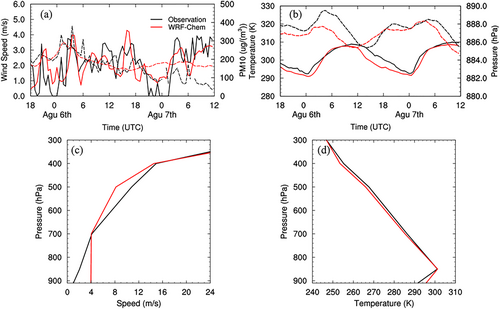 (a)
Observation
WRF-Chem
Wind Speed (m/s)
6.0
5.0
4.0
3.0
2.0
1.0
0.0
500
400
300
200
100
0
PM10 (ug/(m³))
18 0 6 12 18 0 6 12
Agu 6th Agu 7th
Time (UTC)
(b)
Temperature (K)
330
320
310
300
290
280
890.0
888.0
886.0
884.0
882.0
880.0
Pressure (hPa)
18 0 6 12 18 0 6 12
Agu 6th Agu 7th
Time (UTC)
(c)
Pressure (hPa)
300
400
500
600
700
800
900
0 4 8 12 16 20 24
Speed (m/s)
(d)
Pressure (hPa)
300
400
500
600
700
800
900
240 250 260 270 280 290 300 310
Temperature (K)